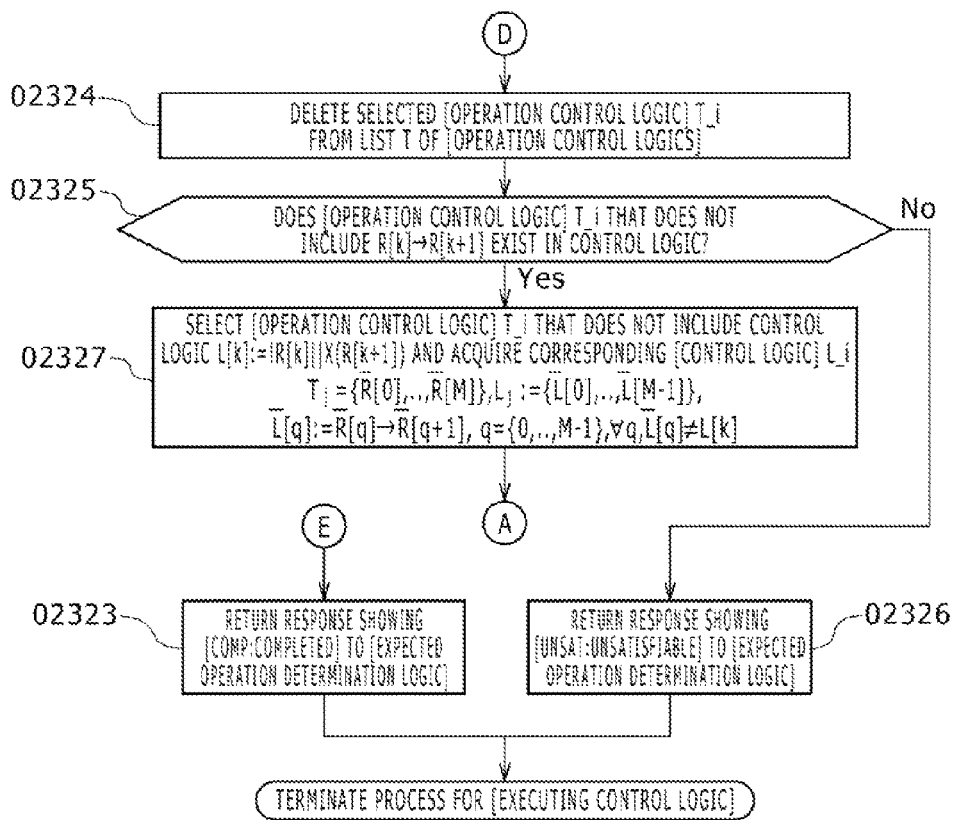 D
02324
DELETE SELECTED [OPERATION CONTROL LOGIC] T_i
FROM LIST T OF [OPERATION CONTROL LOGICS]
02325
DOES [OPERATION CONTROL LOGIC] T_i THAT DOES NOT
INCLUDE R[k]→R[k+1] EXIST IN CONTROL LOGIC?
No
Yes
02327
SELECT [OPERATION CONTROL LOGIC] T_i THAT DOES NOT INCLUDE CONTROL
LOGIC L[k]:=!R[k]||X(R[k+1]) AND ACQUIRE CORRESPONDING [CONTROL LOGIC] L_i
T_j={R̅[0],..,R̅[M]},L_j :={L̅[0],..,L̅[M-1]},
L̅[q]:=R̅[q]→R̅[q+1], q={0,..,M-1},∀q,L̅[q]≠L[k]
A
E
02323
RETURN RESPONSE SHOWING
[COMP:COMPLETED] TO [EXPECTED
OPERATION DETERMINATION LOGIC]
RETURN RESPONSE SHOWING
[UNSAT:UNSATISFIABLE] TO [EXPECTED
OPERATION DETERMINATION LOGIC]
02326
TERMINATE PROCESS FOR [EXECUTING CONTROL LOGIC]